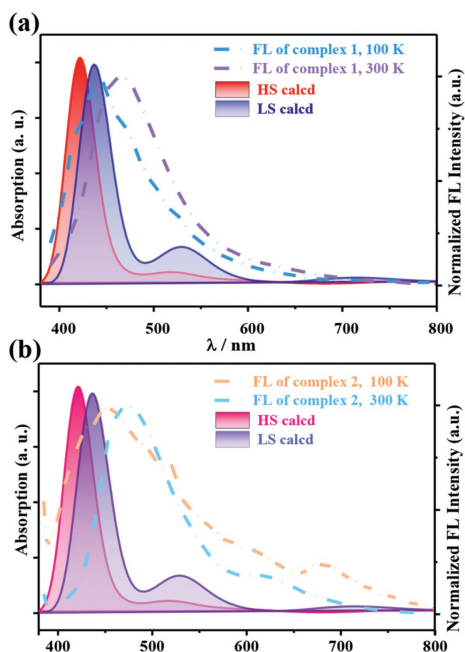 (a)
FL of complex 1, 100 K
FL of complex 1, 300 K
HS calcd
LS calcd
Absorption (a. u.)
Normalized FL Intensity (a.u.)
400 500 600 700 800
λ / nm
(b)
FL of complex 2, 100 K
FL of complex 2, 300 K
HS calcd
LS calcd
Absorption (a. u.)
Normalized FL Intensity (a.u.)
400 500 600 700 800